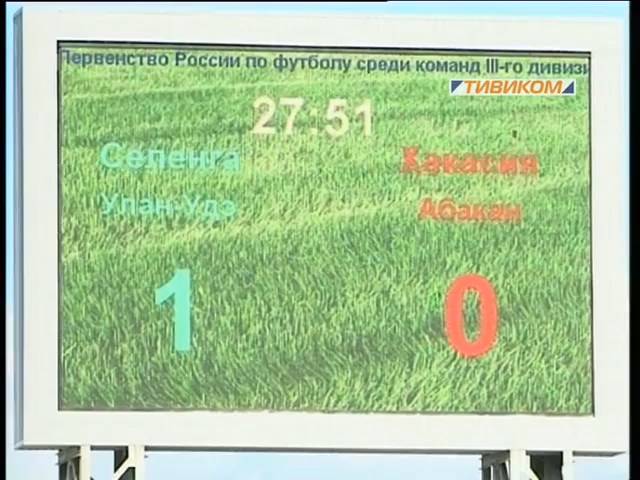 Первенство России по футболу среди команд III-го дивизи
ТИВИКОМ
27:51
Селенга Хакасия
Улан-Удэ Абакан
1 0